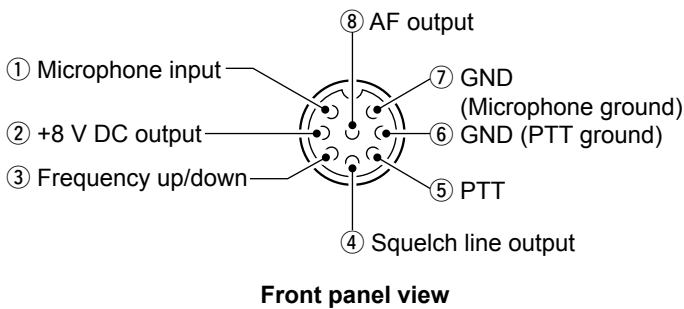 ⑧ AF output
① Microphone input
⑦ GND
(Microphone ground)
② +8 V DC output
⑥ GND (PTT ground)
③ Frequency up/down
⑤ PTT
④ Squelch line output
Front panel view